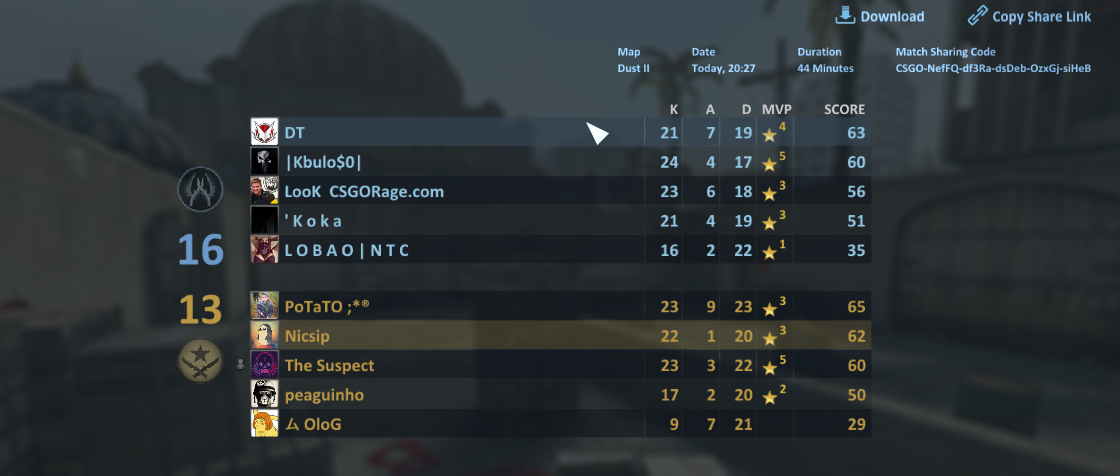 Download Copy Share Link
Map Date Duration Match Sharing Code
Dust II Today, 20:27 44 Minutes CSGO-NefFQ-df3Ra-dsDeb-OzxGj-siHeB
K A D MVP SCORE
DT 21 7 19 4 63
|Kbulo$0| 24 4 17 5 60
LooK CSGORage.com 23 6 18 3 56
' K o k a 21 4 19 3 51
16
L O B A O | N T C 16 2 22 1 35
13
PoTaTO ;*® 23 9 23 3 65
Nicsip 22 1 20 3 62
The Suspect 23 3 22 5 60
peaguinho 17 2 20 2 50
ム OloG 9 7 21 29